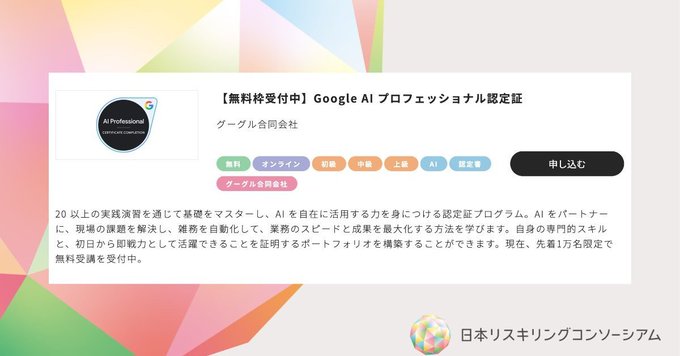 【無料枠受付中】Google AI プロフェッショナル認定証
グーグル合同会社
AI Professional
CERTIFICATE COMPLETION
無料 オンライン 初級 中級 上級 AI 認定書
グーグル合同会社
申し込む
20 以上の実践演習を通じて基礎をマスターし、AI を自在に活用する力を身につける認定証プログラム。AI をパートナー
に、現場の課題を解決し、雑務を自動化して、業務のスピードと成果を最大化する方法を学びます。自身の専門的スキル
と、初日から即戦力として活躍できることを証明するポートフォリオを構築することができます。現在、先着1万名限定で
無料受講を受付中。
日本リスキリングコンソーシアム